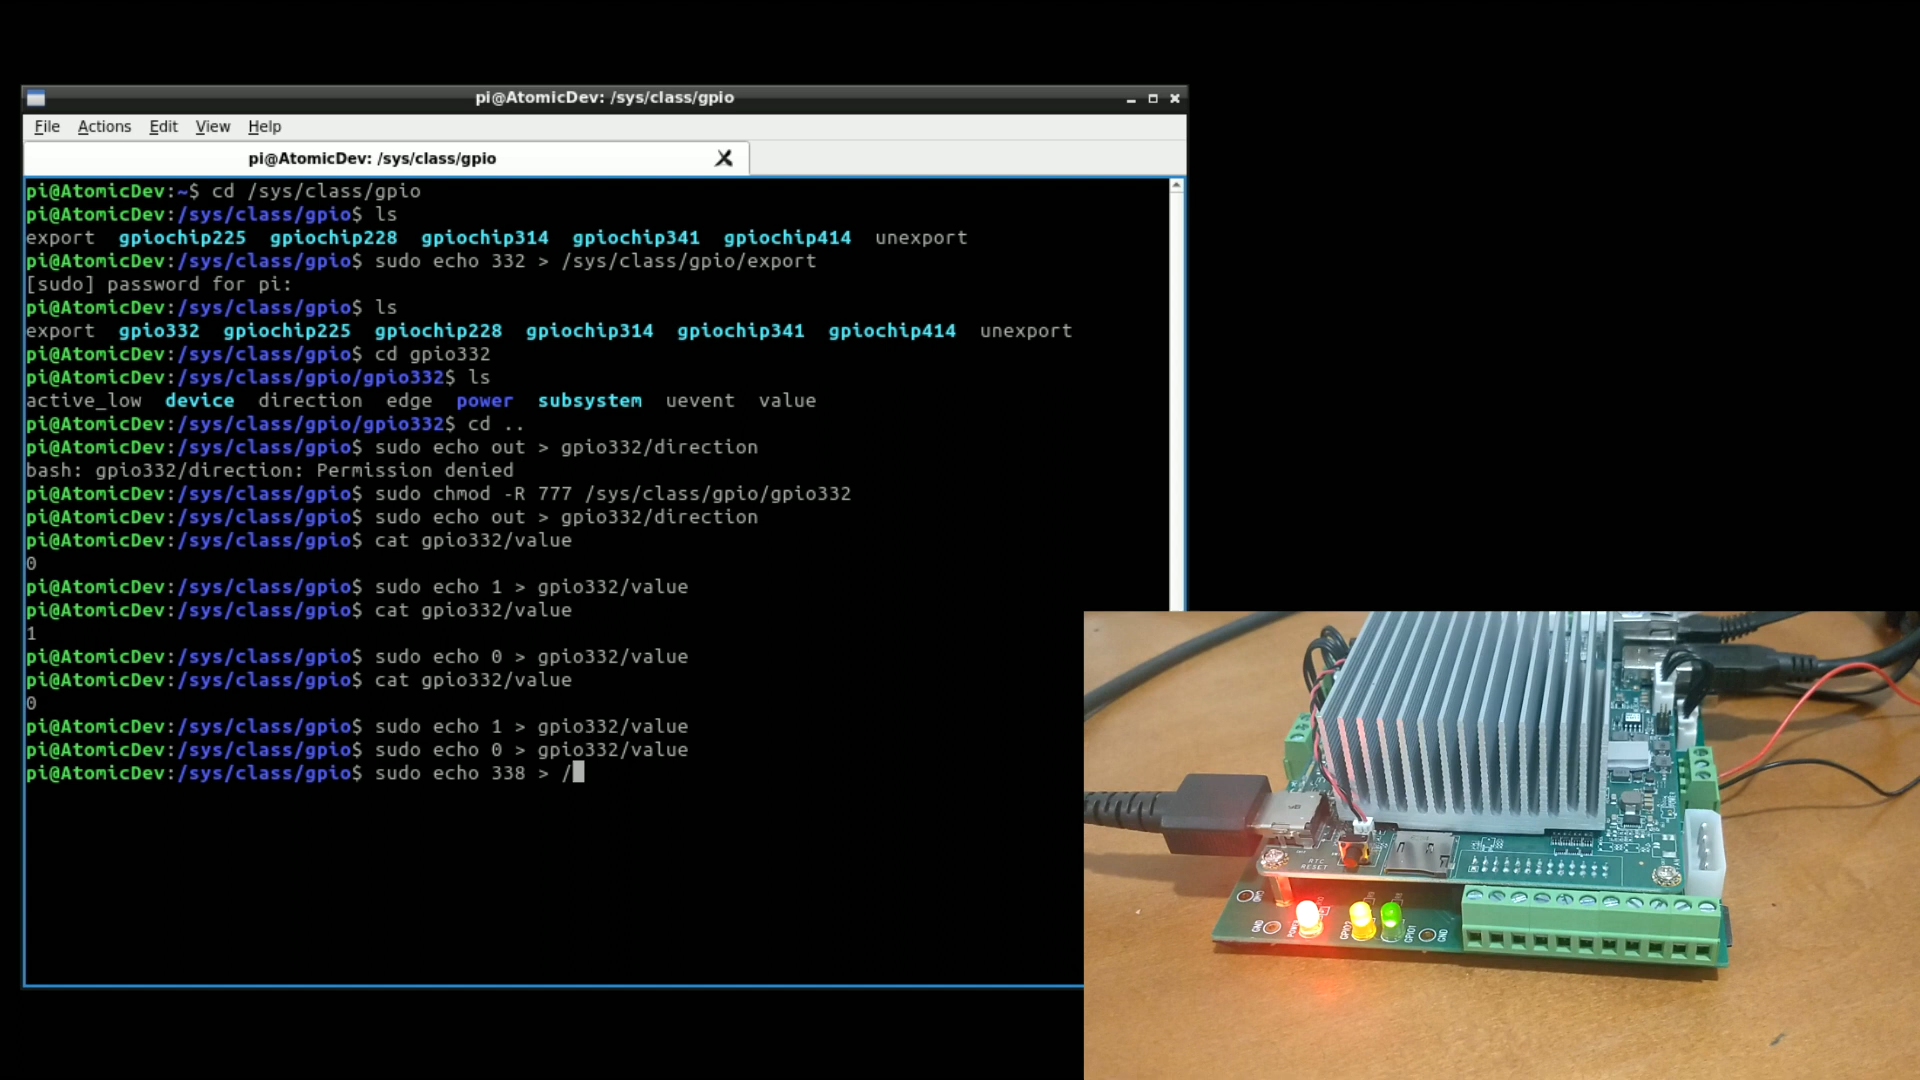 pi@AtomicDev: /sys/class/gpio
File Actions Edit View Help
pi@AtomicDev: /sys/class/gpio
pi@AtomicDev:~$ cd /sys/class/gpio
pi@AtomicDev:/sys/class/gpio$ ls
export gpiochip225 gpiochip228 gpiochip314 gpiochip341 gpiochip414 unexport
pi@AtomicDev:/sys/class/gpio$ sudo echo 332 > /sys/class/gpio/export
[sudo] password for pi:
pi@AtomicDev:/sys/class/gpio$ ls
export gpio332 gpiochip225 gpiochip228 gpiochip314 gpiochip341 gpiochip414 unexport
pi@AtomicDev:/sys/class/gpio$ cd gpio332
pi@AtomicDev:/sys/class/gpio/gpio332$ ls
active_low device direction edge power subsystem uevent value
pi@AtomicDev:/sys/class/gpio/gpio332$ cd ..
pi@AtomicDev:/sys/class/gpio$ sudo echo out > gpio332/direction
bash: gpio332/direction: Permission denied
pi@AtomicDev:/sys/class/gpio$ sudo chmod -R 777 /sys/class/gpio/gpio332
pi@AtomicDev:/sys/class/gpio$ sudo echo out > gpio332/direction
pi@AtomicDev:/sys/class/gpio$ cat gpio332/value
0
pi@AtomicDev:/sys/class/gpio$ sudo echo 1 > gpio332/value
pi@AtomicDev:/sys/class/gpio$ cat gpio332/value
1
pi@AtomicDev:/sys/class/gpio$ sudo echo 0 > gpio332/value
pi@AtomicDev:/sys/class/gpio$ cat gpio332/value
0
pi@AtomicDev:/sys/class/gpio$ sudo echo 1 > gpio332/value
pi@AtomicDev:/sys/class/gpio$ sudo echo 0 > gpio332/value
pi@AtomicDev:/sys/class/gpio$ sudo echo 338 > /
RTC
RESET
GND
GND
POWER
GPIO2
GPIO1
GND